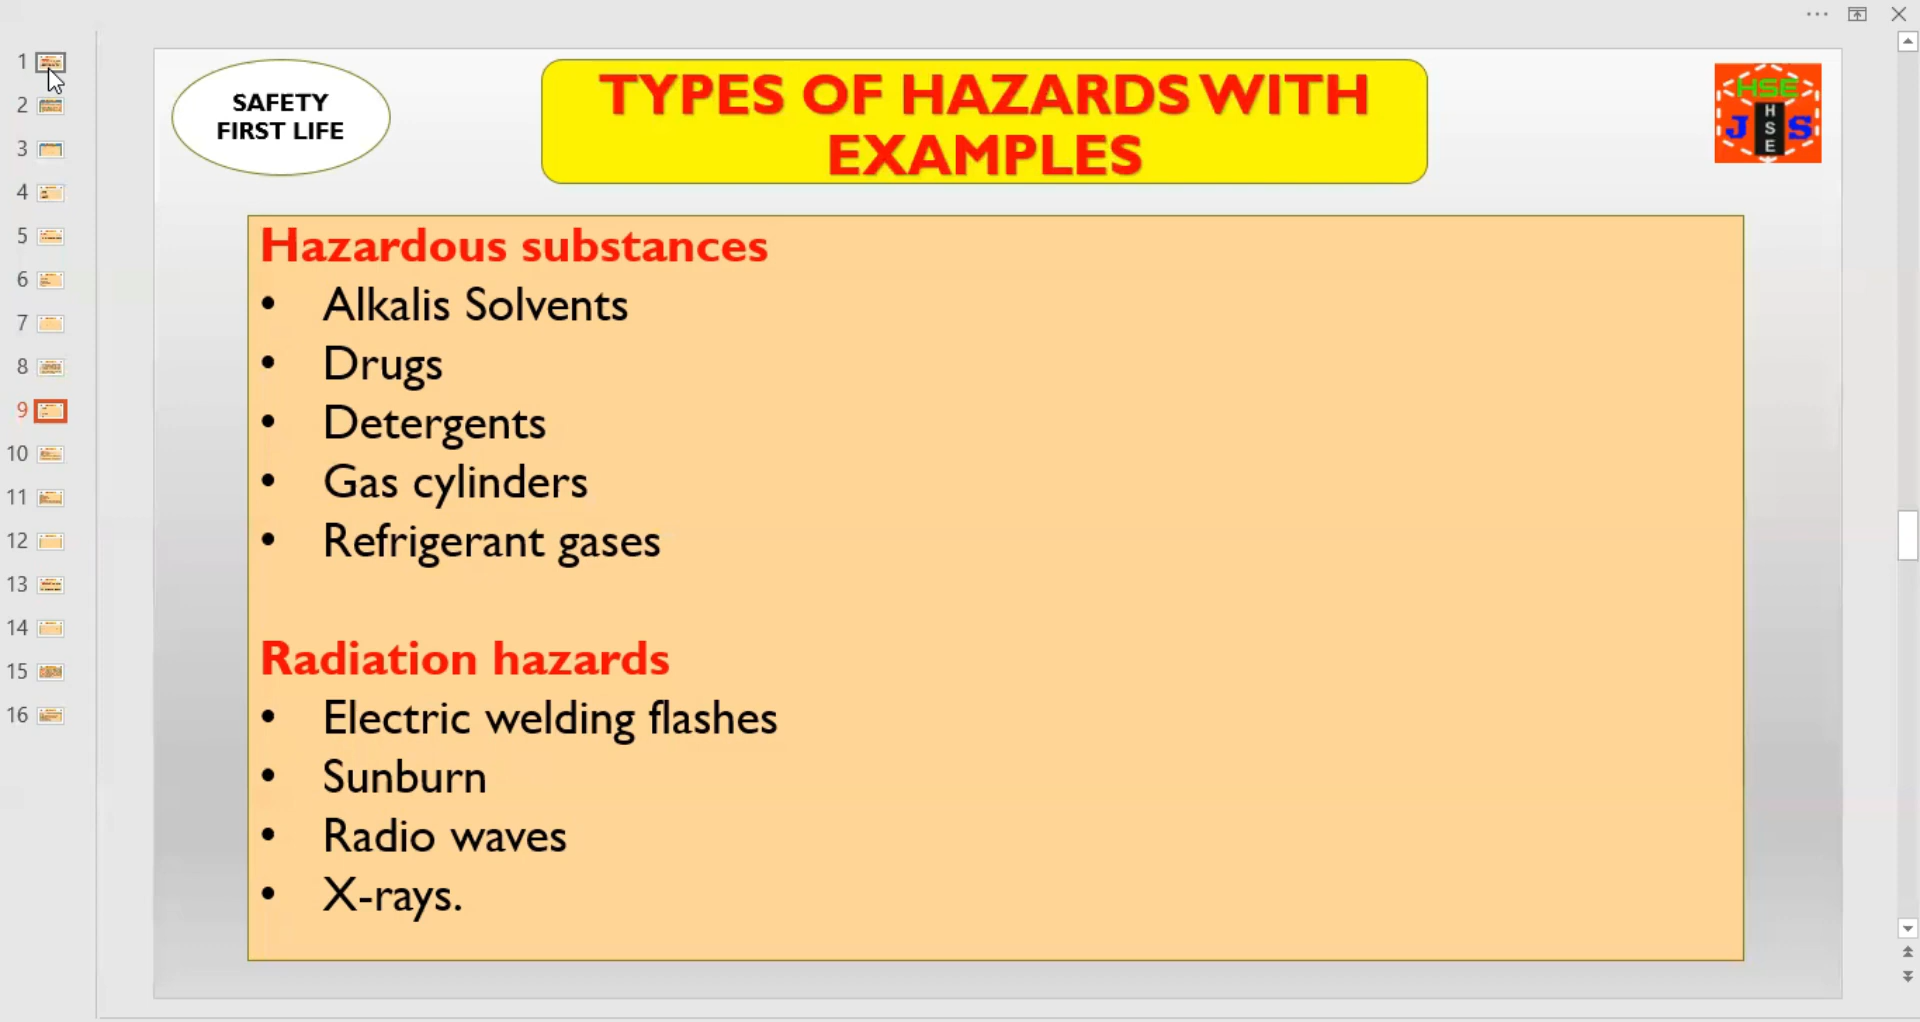 1
2
3
4
5
6
7
8
9
10
11
12
13
14
15
16
SAFETY
FIRST LIFE
TYPES OF HAZARDS WITH
EXAMPLES
HSE
J S
H
S
E
Hazardous substances
• Alkalis Solvents
• Drugs
• Detergents
• Gas cylinders
• Refrigerant gases
Radiation hazards
• Electric welding flashes
• Sunburn
• Radio waves
• X-rays.